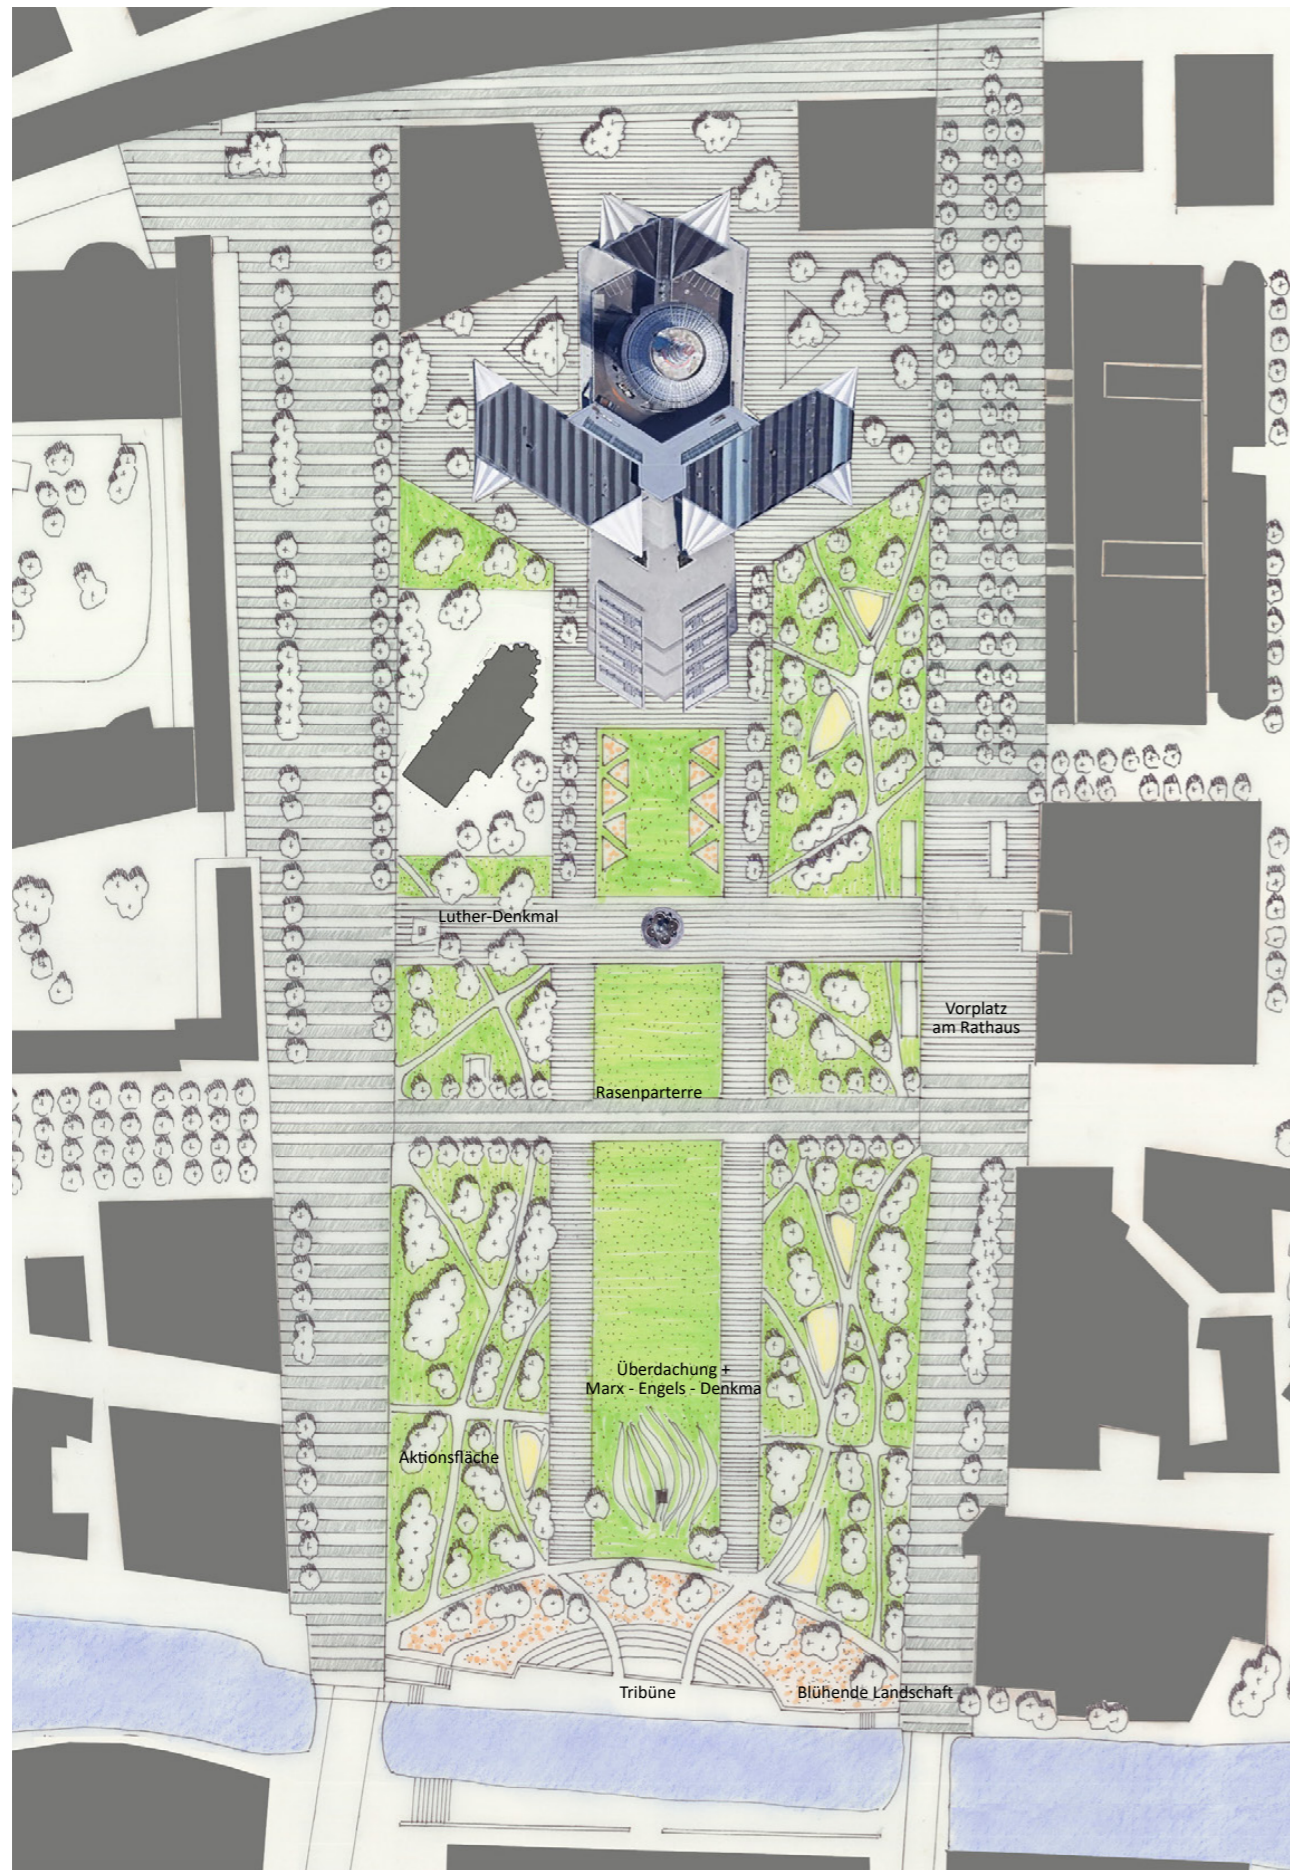 Luther-Denkmal
Vorplatz
am Rathaus
Rasenparterre
Überdachung +
Marx - Engels - Denkma
Aktionsfläche
Tribüne
Blühende Landschaft